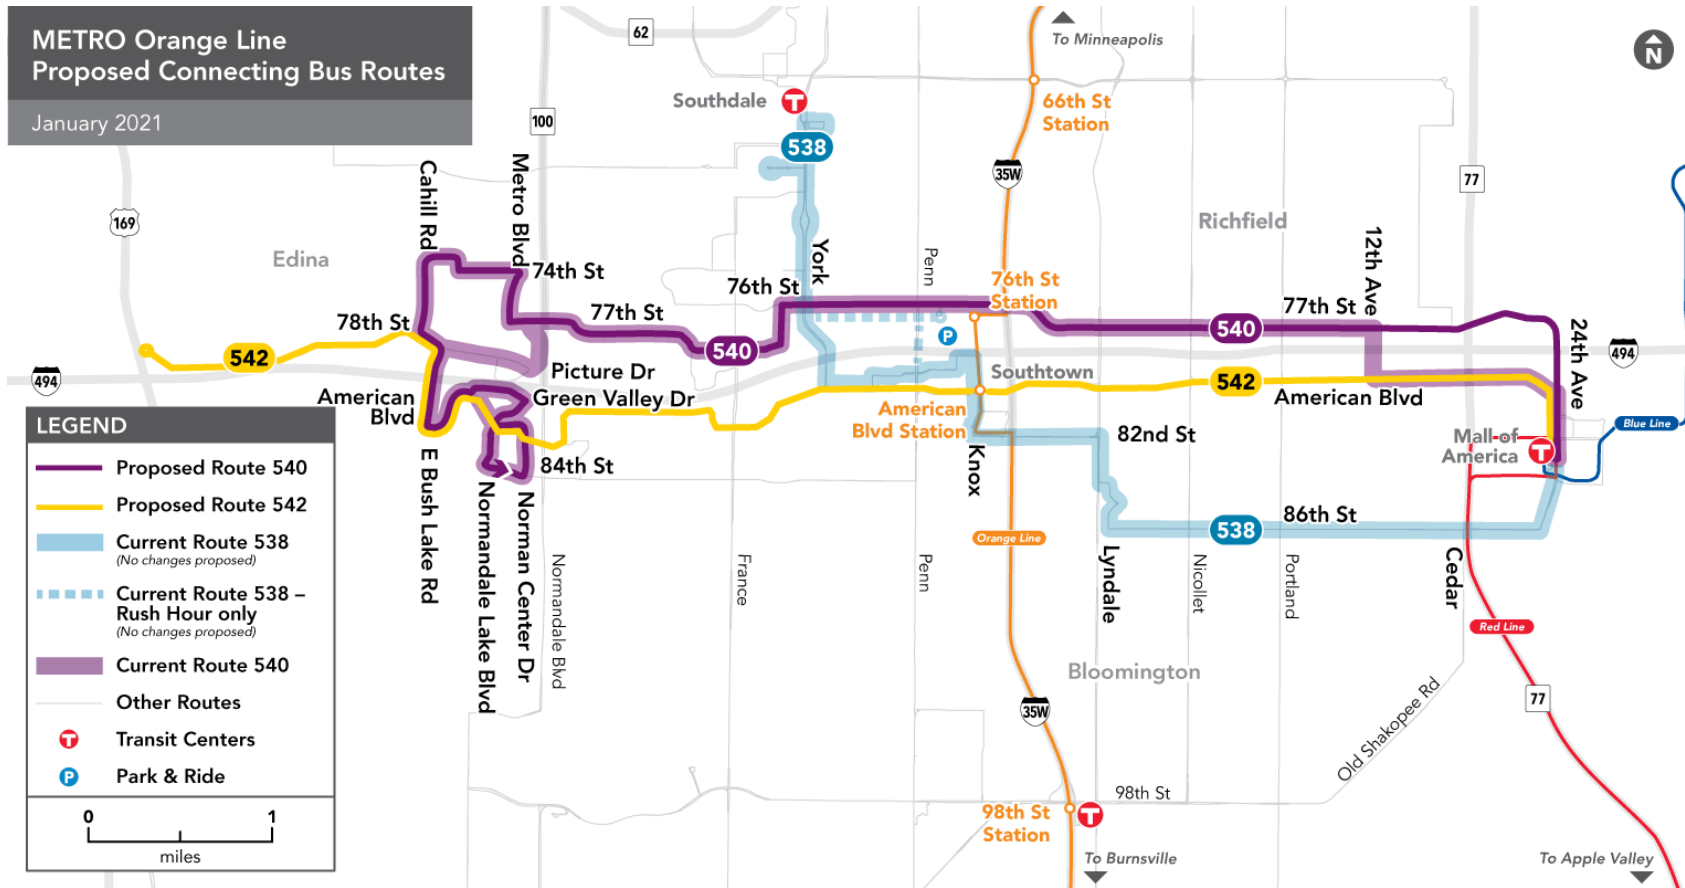 METRO Orange Line
Proposed Connecting Bus Routes
January 2021
62
To Minneapolis
N
Southdale
T
66th St
Station
100
538
35W
77
Cahill Rd
Metro Blvd
169
Richfield
Edina
York
Penn
12th Ave
74th St
76th St
76th St
Station
77th St
77th St
78th St
540
540
P
24th Ave
542
494
494
Picture Dr
Southtown
542
American
Blvd
Green Valley Dr
American Blvd
American
Blvd Station
82nd St
Blue Line
Mall of
America
T
84th St
Knox
E Bush Lake Rd
Normandale Lake Blvd
Norman Center Dr
Normandale Blvd
France
Penn
Orange Line
538
86th St
Lyndale
Nicollet
Portland
Cedar
Red Line
Bloomington
35W
77
Old Shakopee Rd
98th St
98th St
Station
T
To Burnsville
To Apple Valley
LEGEND
Proposed Route 540
Proposed Route 542
Current Route 538
(No changes proposed)
Current Route 538 –
Rush Hour only
(No changes proposed)
Current Route 540
Other Routes
T Transit Centers
P Park & Ride
0 1
miles